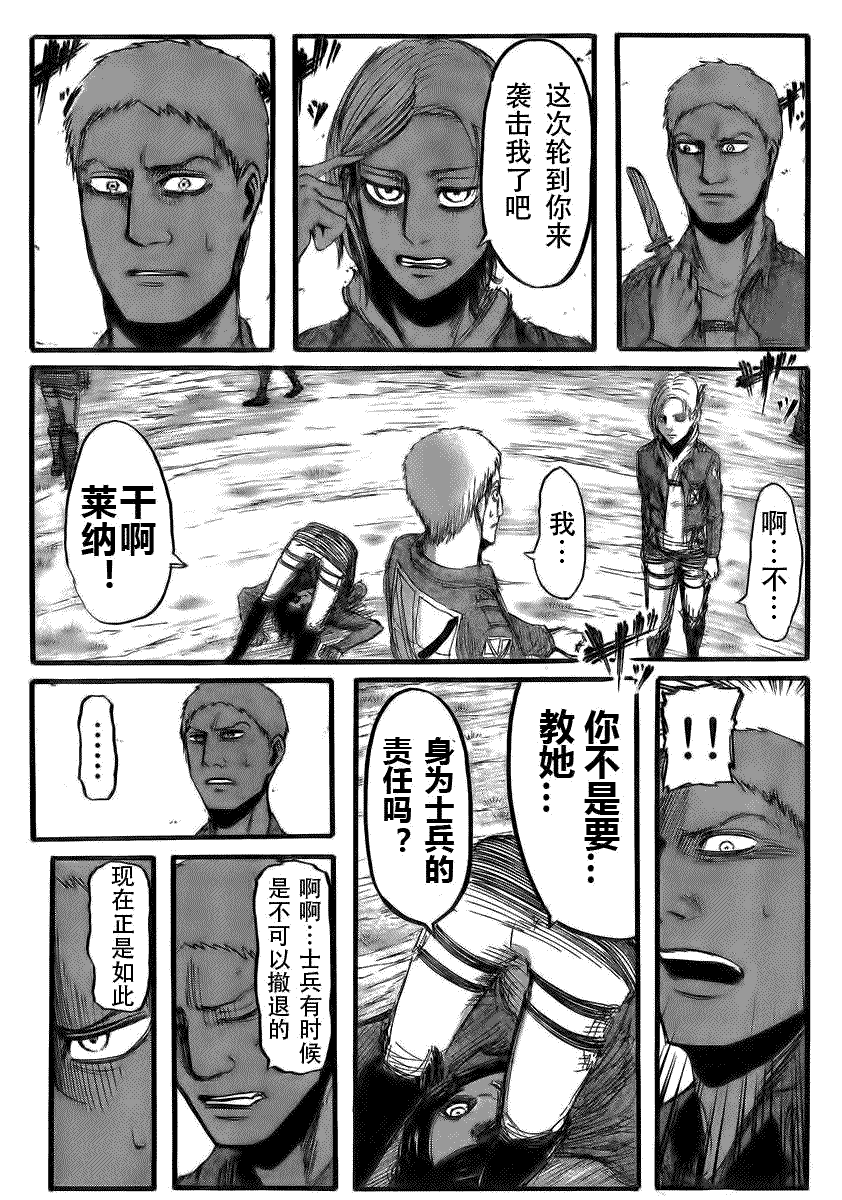 这次轮到你来
袭击我了吧
啊…不…
我…
干啊
莱纳！
！！
你不是要…
教她…
身为士兵的
责任吗？
……
啊啊…士兵有时候
是不可以撤退的
现在正是如此